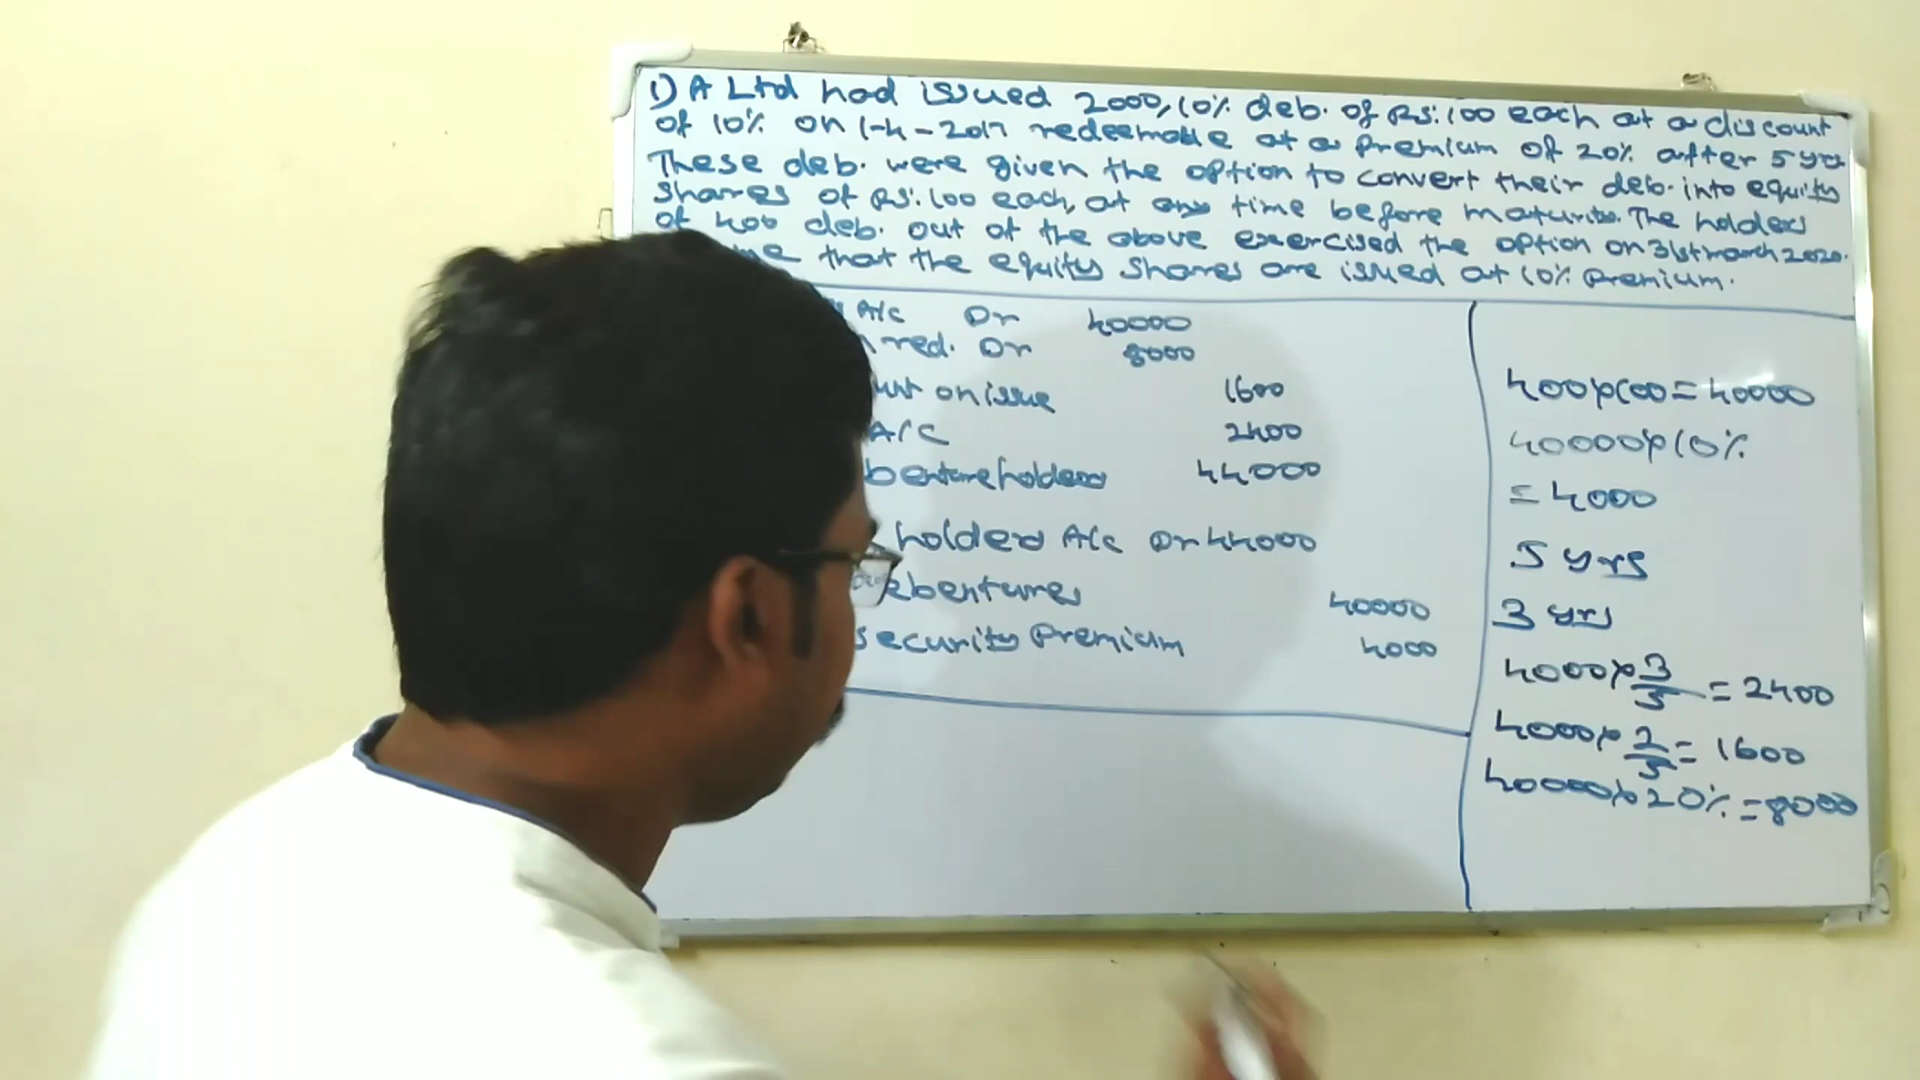 1) A Ltd had issued 2000, 10% deb. of Rs: 100 each at a discount
of 10% on 1-4-2017 redeemable at a Premium of 20% after 5 yrs
These deb. were given the option to convert their deb. into equity
shares of Rs: 100 each, at any time before maturity. The holders
of 400 deb. out of the above exercised the option on 31st march 2020.
that the equity shares are issued at 10% Premium.
A/c Dr 40000
red. Dr 8000
on issue 1600
A/c 2400
bentureholders 44000
holders A/c Dr 44000
ebentures 40000
security Premium 4000
400x100=40000
40000x10%
=4000
5 yrs
3 yrs
4000x3/5=2400
4000x2/5=1600
40000x20%=8000